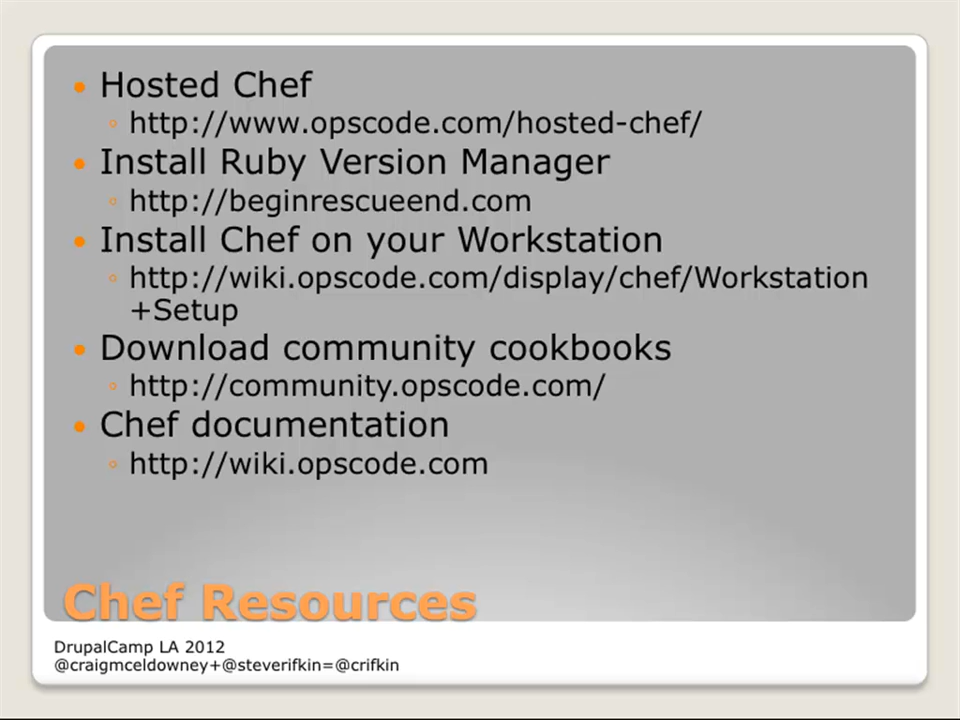 Hosted Chef
http://www.opscode.com/hosted-chef/
Install Ruby Version Manager
http://beginrescueend.com
Install Chef on your Workstation
http://wiki.opscode.com/display/chef/Workstation
+Setup
Download community cookbooks
http://community.opscode.com/
Chef documentation
http://wiki.opscode.com
Chef Resources
DrupalCamp LA 2012
@craigmceldowney+@steverifkin=@crifkin